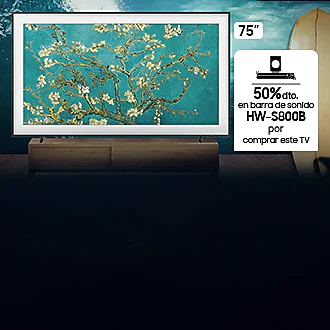 75"
50%dto.
en barra de sonido
HW-S800B
por
comprar este TV